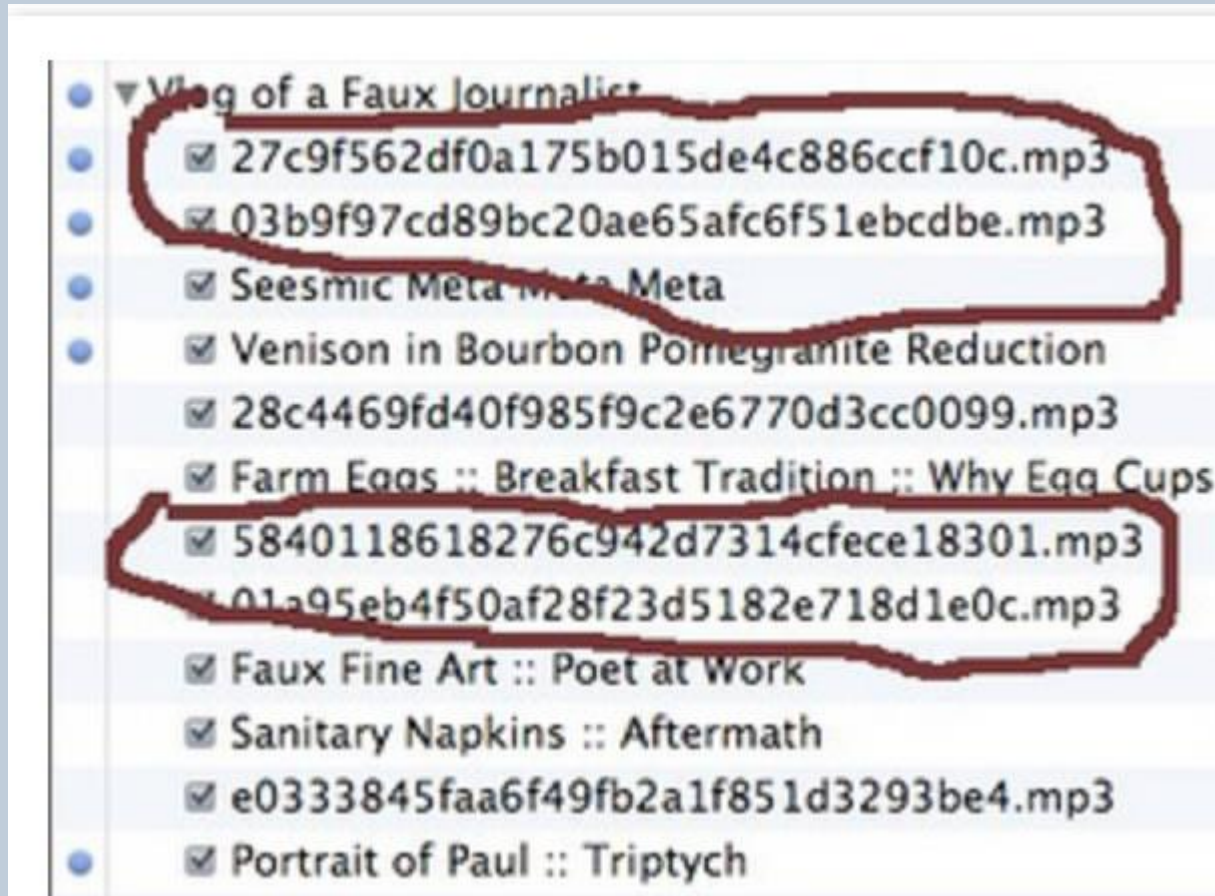 Vlog of a Faux Journalist
27c9f562df0a175b015de4c886ccf10c.mp3
03b9f97cd89bc20ae65afc6f51ebcdbe.mp3
Seesmic Meta Meta Meta
Venison in Bourbon Pomegranite Reduction
28c4469fd40f985f9c2e6770d3cc0099.mp3
Farm Eggs :: Breakfast Tradition :: Why Egg Cups
5840118618276c942d7314cfece18301.mp3
01a95eb4f50af28f23d5182e718d1e0c.mp3
Faux Fine Art :: Poet at Work
Sanitary Napkins :: Aftermath
e0333845faa6f49fb2a1f851d3293be4.mp3
Portrait of Paul :: Triptych